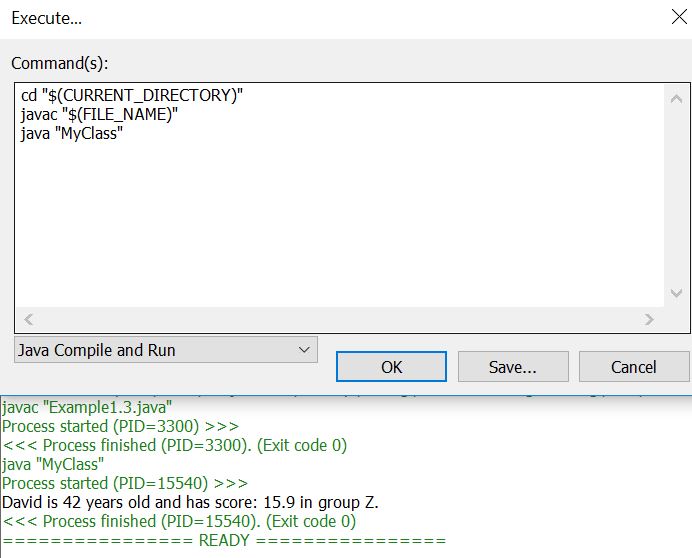 Execute...
Command(s):
cd "$(CURRENT_DIRECTORY)"
javac "$(FILE_NAME)"
java "MyClass"
Java Compile and Run
OK
Save...
Cancel
javac "Example1.3.java"
Process started (PID=3300) >>>
<<< Process finished (PID=3300). (Exit code 0)
java "MyClass"
Process started (PID=15540) >>>
David is 42 years old and has score: 15.9 in group Z.
<<< Process finished (PID=15540). (Exit code 0)
================ READY ================